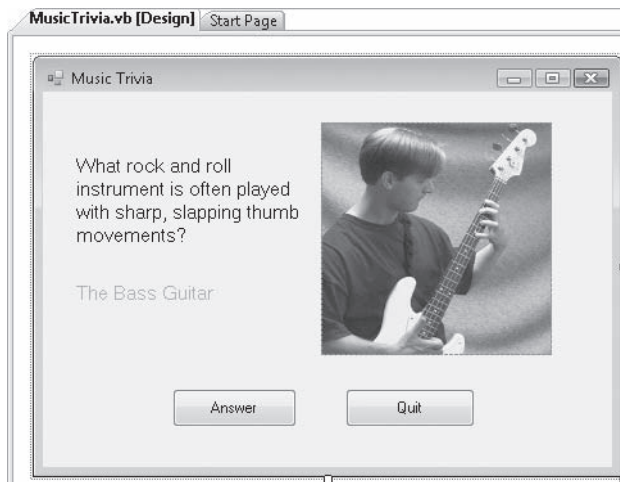 MusicTrivia.vb [Design] Start Page
Music Trivia
What rock and roll
instrument is often played
with sharp, slapping thumb
movements?
The Bass Guitar
Answer Quit